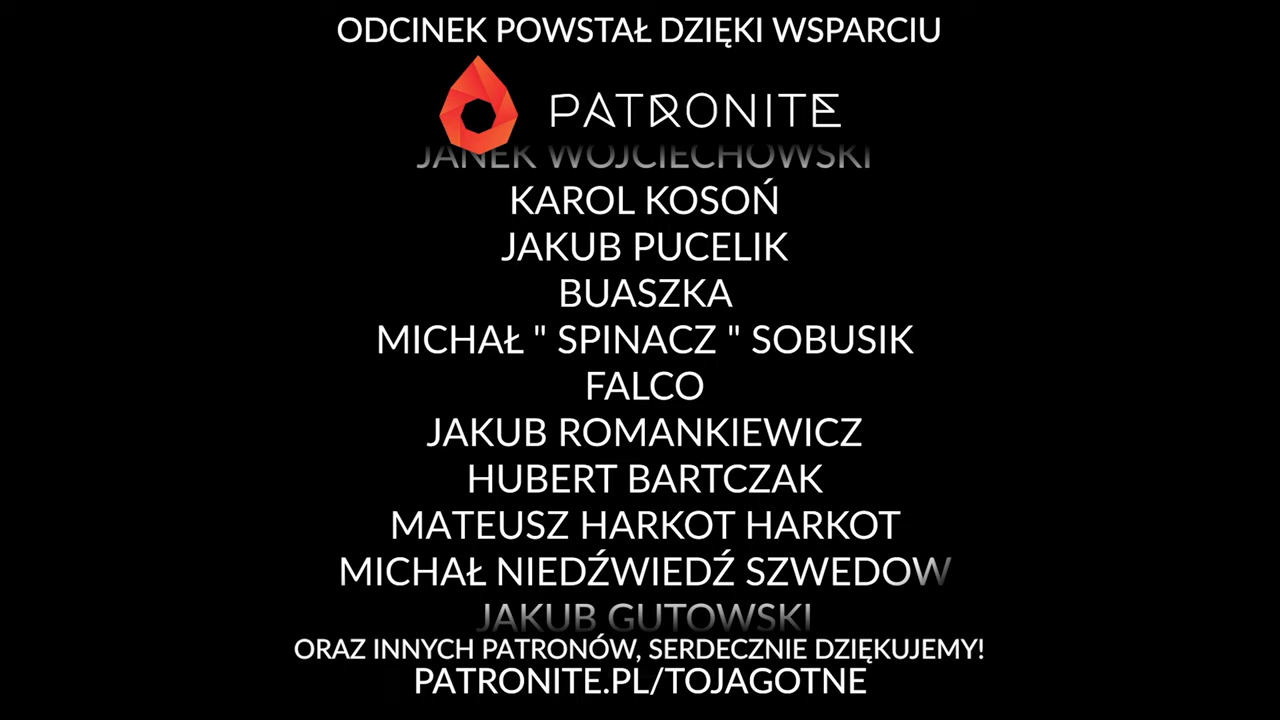 ODCINEK POWSTAŁ DZIĘKI WSPARCIU
PATRONITE
JANEK WOJCIECHOWSKI
KAROL KOSOŃ
JAKUB PUCELIK
BUASZKA
MICHAŁ " SPINACZ " SOBUSIK
FALCO
JAKUB ROMANKIEWICZ
HUBERT BARTCZAK
MATEUSZ HARKOT HARKOT
MICHAŁ NIEDŹWIEDŹ SZWEDOW
JAKUB GUTOWSKI
ORAZ INNYCH PATRONÓW, SERDECZNIE DZIĘKUJEMY!
PATRONITE.PL/TOJAGOTNE